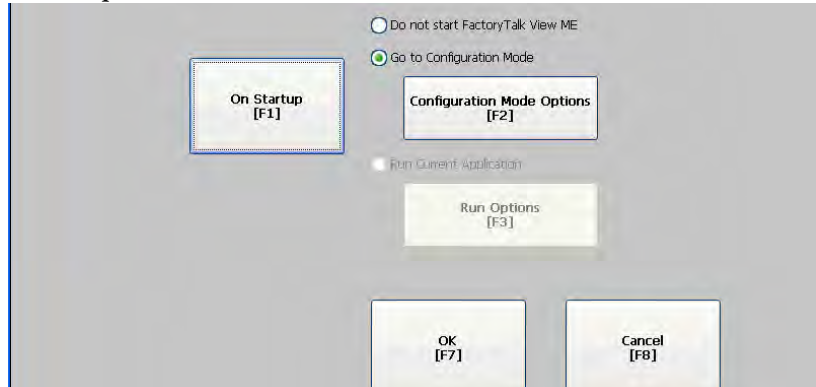 Do not start FactoryTalk View ME
Go to Configuration Mode
On Startup
[F1]
Configuration Mode Options
[F2]
Run Current Application
Run Options
[F3]
OK
[F7]
Cancel
[F8]